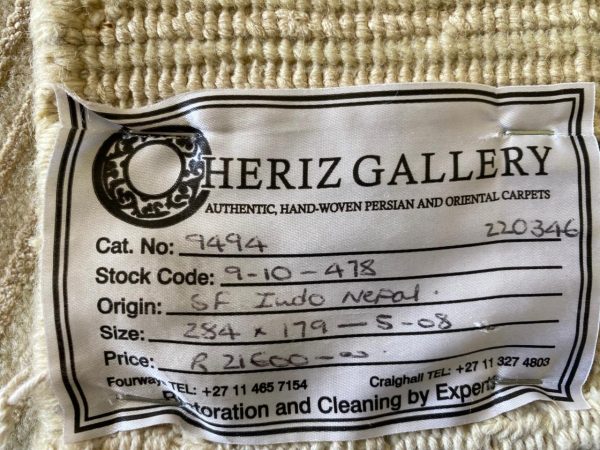 HERIZ GALLERY
AUTHENTIC, HAND-WOVEN PERSIAN AND ORIENTAL CARPETS
220346
Cat. No: 9494
Stock Code: 9-10-478
Origin: SF Indo Nepal.
Size: 284 x 179 — 5-08
Price: R 21600-00
Fourways TEL: +27 11 465 7154 Craighall TEL: +27 11 327 4803
Restoration and Cleaning by Experts